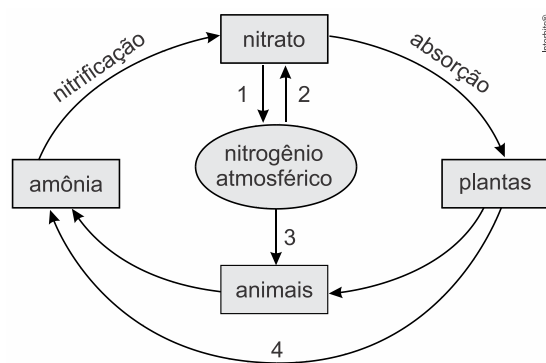 nitrato
nitrificação
absorção
1
2
nitrogênio
atmosférico
amônia
plantas
3
animais
4